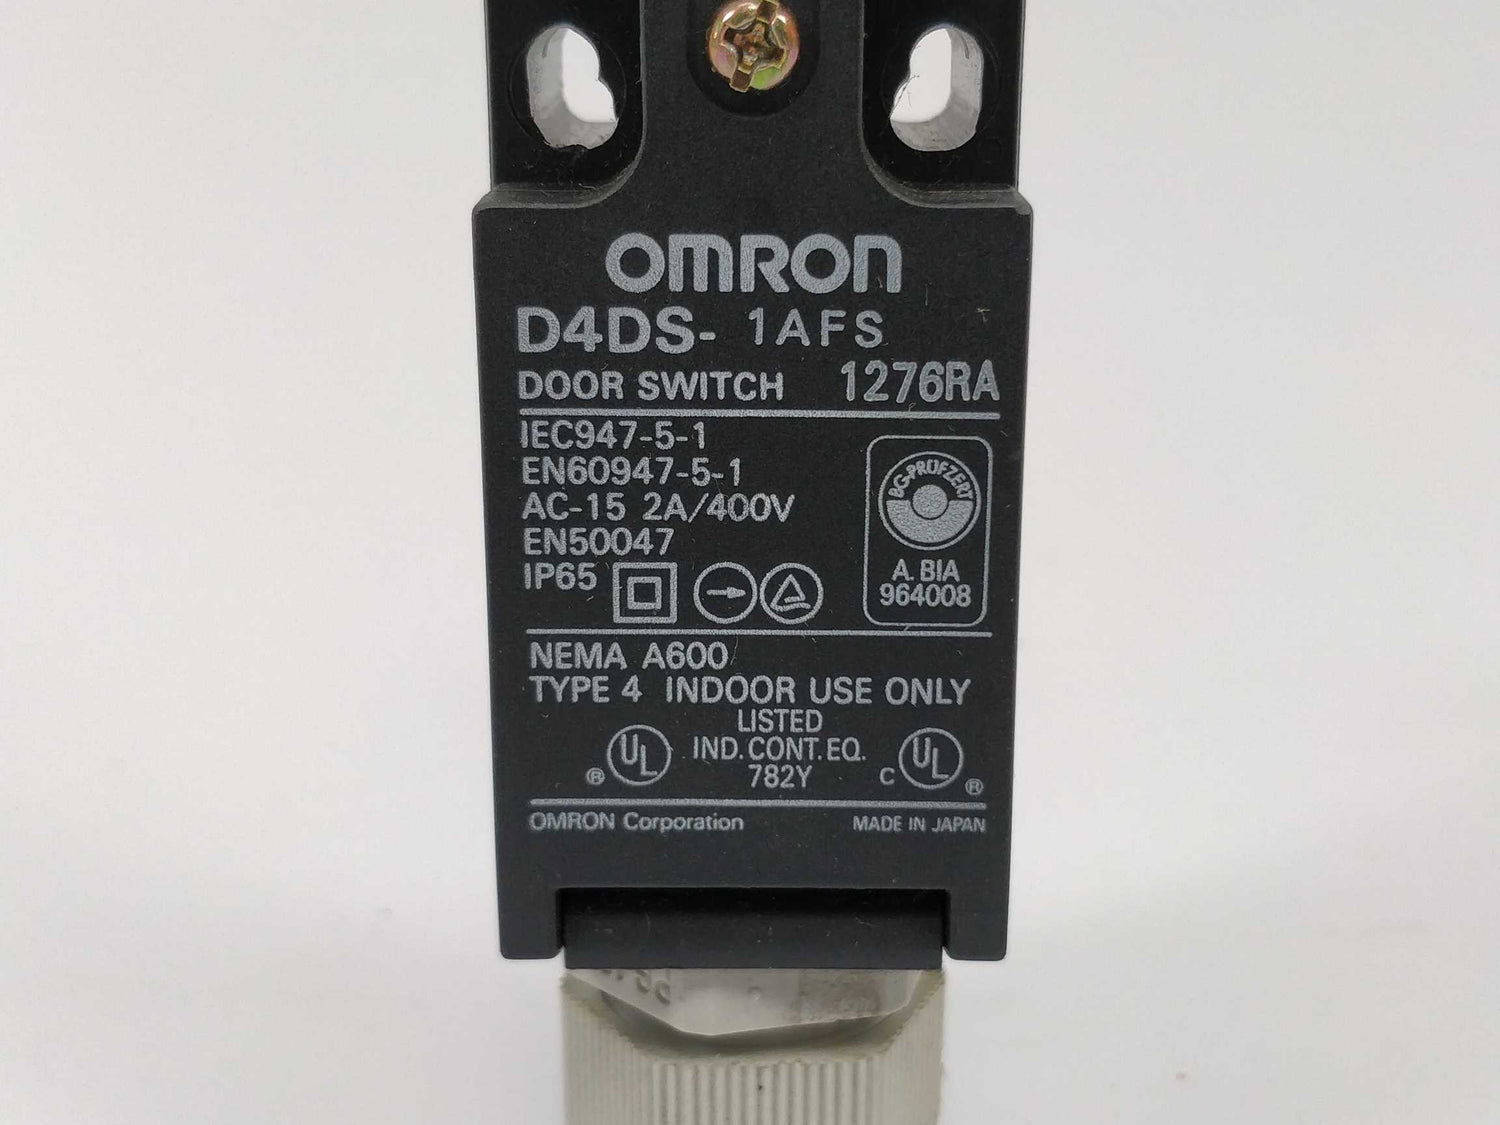 OMRON
D4DS- 1AFS
DOOR SWITCH 1276RA
IEC947-5-1
EN60947-5-1
AC-15 2A/400V
EN50047
IP65
BG-PRÜFZERT
A. BIA
964008
NEMA A600
TYPE 4 INDOOR USE ONLY
LISTED
UL ® IND. CONT. EQ. C UL ®
782Y
OMRON Corporation MADE IN JAPAN